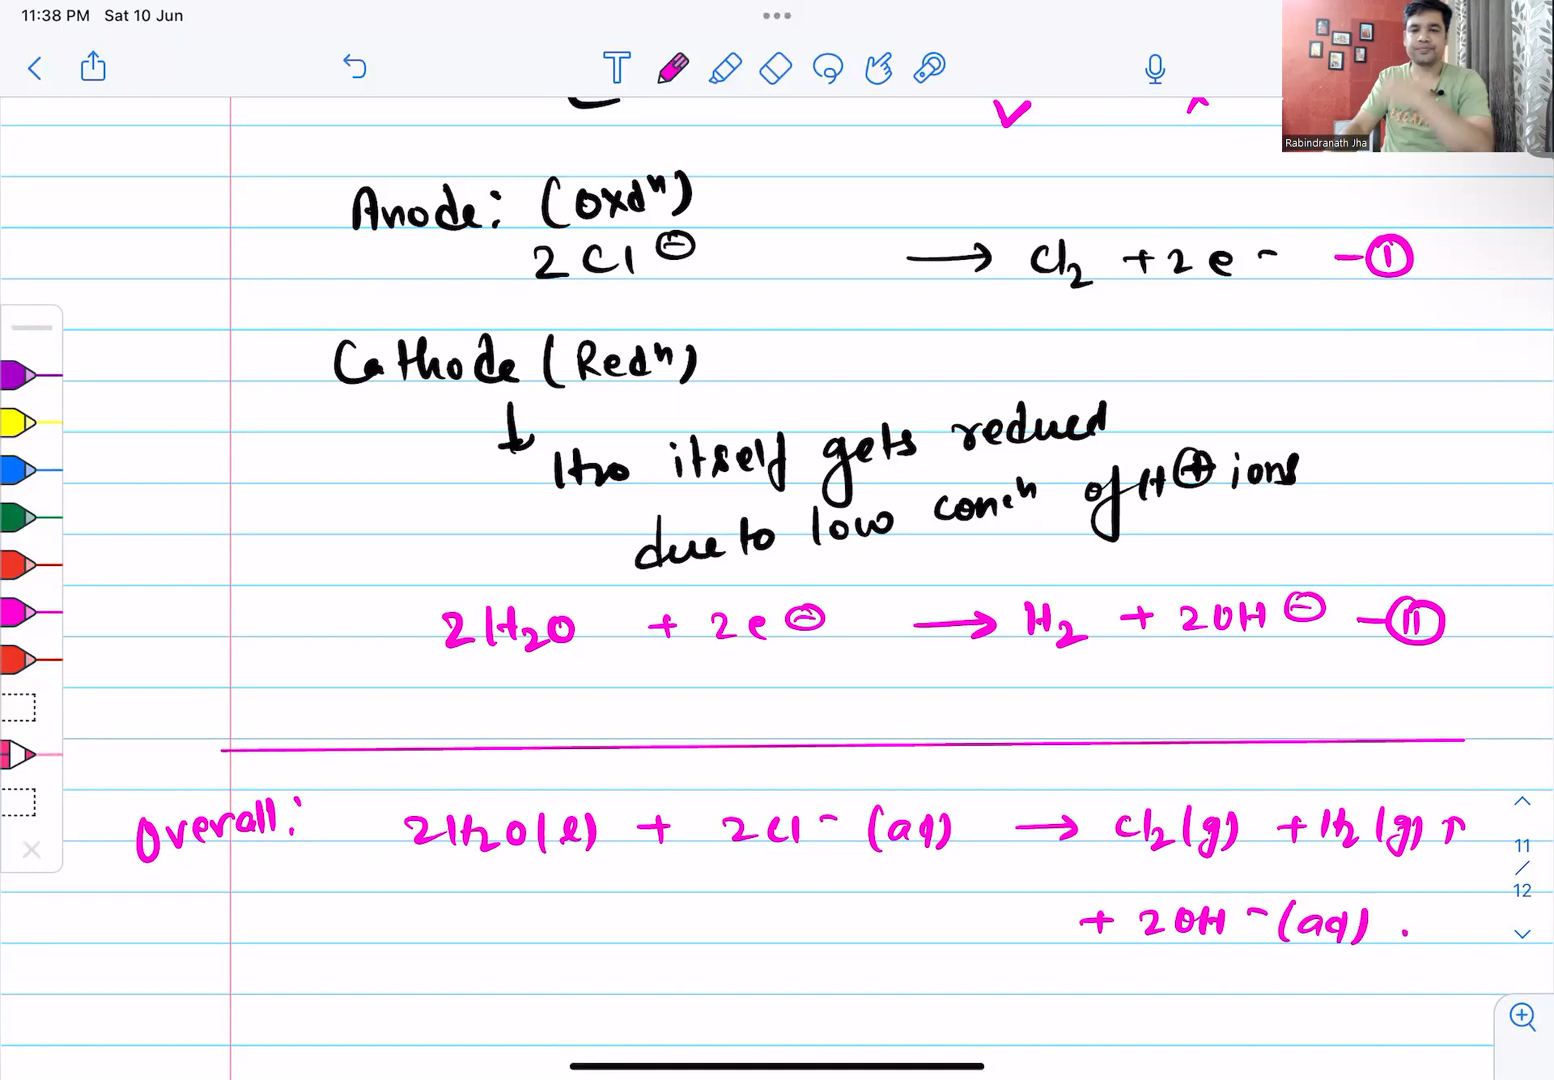 11:38 PM Sat 10 Jun
Rabindranath Jha
Anode: (oxdⁿ)
2Cl⊖ → Cl₂ + 2e⁻ -①
Cathode (Redⁿ)
↓ H₂O itself gets reduced
due to low concⁿ of H⊕ ions
2H₂O + 2e⊖ → H₂ + 2OH⊖ -Ⓘ
Overall: 2H₂O(l) + 2Cl⁻(aq) → Cl₂(g) + H₂(g)↑
+ 2OH⁻(aq).
11
/
12